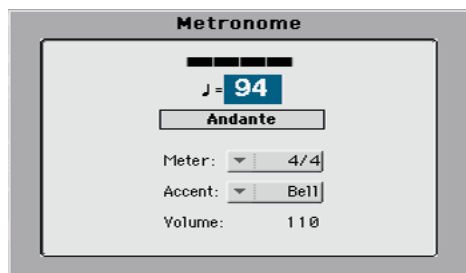 Metronome
♩= 94
Andante
Meter: 4/4
Accent: Bell
Volume: 110